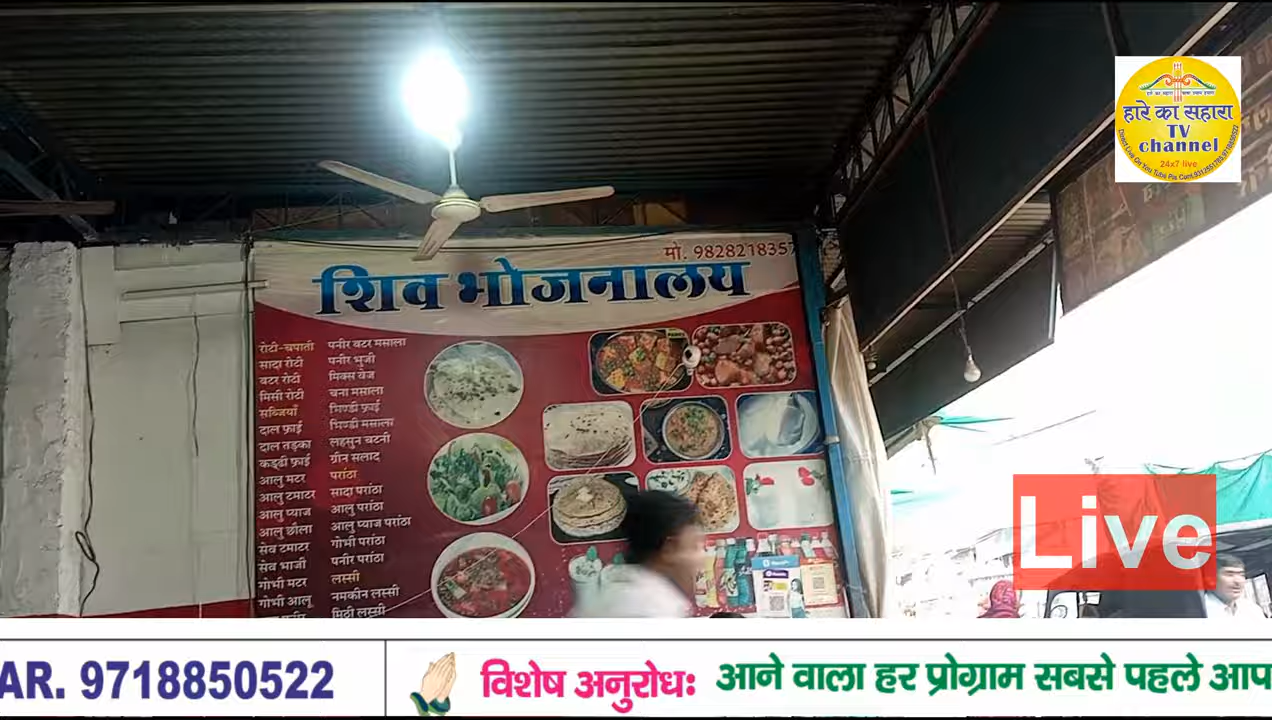 हारे का सहारा
TV
channel
24x7 live
मो. 9828218357
शिव भोजनालय
रोटी-चपाती
सादा रोटी
बटर रोटी
मिसी रोटी
सब्जियाँ
दाल फ्राई
दाल तड़का
कड्डी फ्राई
आलु मटर
आलु टमाटर
आलु प्याज
आलु छौला
सेव टमाटर
सेव भाजी
गोभी मटर
गोभी आलू
पनीर बटर मसाला
पनीर भुजी
मिक्स वेज
चना मसाला
भिण्डी फ्राई
भिण्डी मसाला
लहसुन चटनी
ग्रीन सलाद
परांठा
सादा परांठा
आलु परांठा
आलु प्याज परांठा
गोभी परांठा
पनीर परांठा
लस्सी
नमकीन लस्सी
मिठी लस्सी
Live
AR. 9718850522
विशेष अनुरोधः आने वाला हर प्रोग्राम सबसे पहले आप